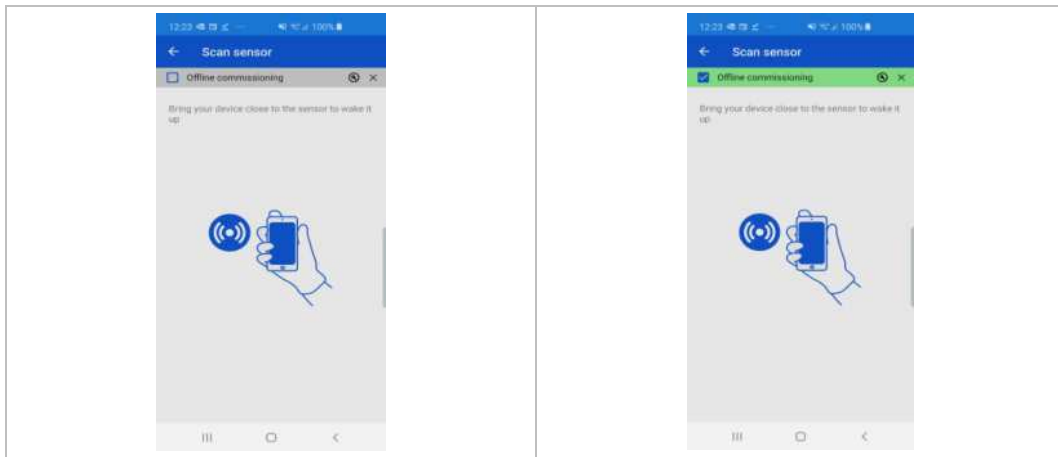 12:23 100%
Scan sensor
Offline commissioning
Bring your device close to the sensor to wake it
up
12:23 100%
Scan sensor
Offline commissioning
Bring your device close to the sensor to wake it
up